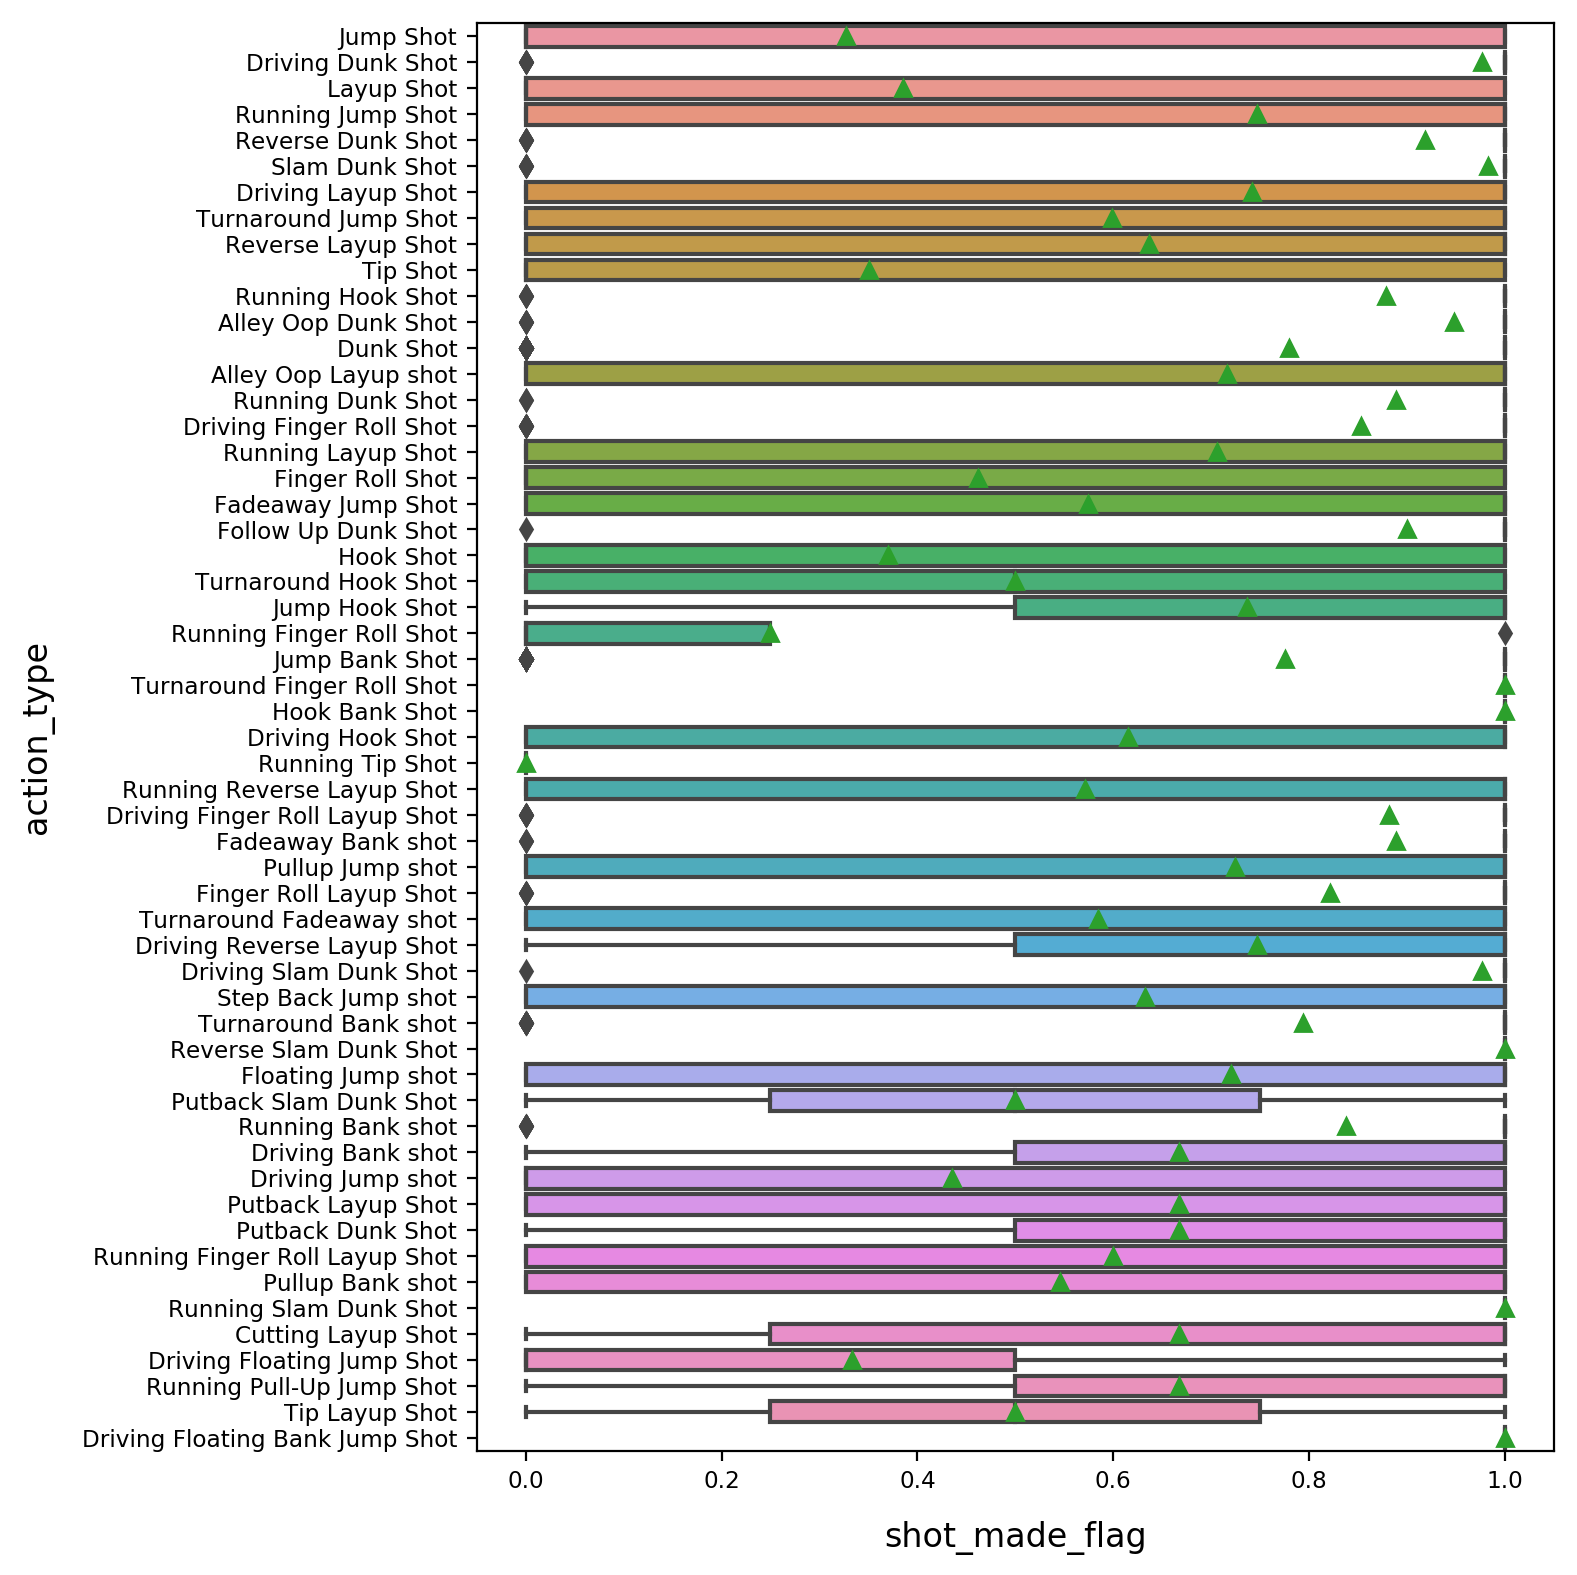 Jump Shot
Driving Dunk Shot
Layup Shot
Running Jump Shot
Reverse Dunk Shot
Slam Dunk Shot
Driving Layup Shot
Turnaround Jump Shot
Reverse Layup Shot
Tip Shot
Running Hook Shot
Alley Oop Dunk Shot
Dunk Shot
Alley Oop Layup shot
Running Dunk Shot
Driving Finger Roll Shot
Running Layup Shot
Finger Roll Shot
Fadeaway Jump Shot
Follow Up Dunk Shot
Hook Shot
Turnaround Hook Shot
Jump Hook Shot
Running Finger Roll Shot
Jump Bank Shot
Turnaround Finger Roll Shot
Hook Bank Shot
Driving Hook Shot
Running Tip Shot
Running Reverse Layup Shot
Driving Finger Roll Layup Shot
Fadeaway Bank shot
Pullup Jump shot
Finger Roll Layup Shot
Turnaround Fadeaway shot
Driving Reverse Layup Shot
Driving Slam Dunk Shot
Step Back Jump shot
Turnaround Bank shot
Reverse Slam Dunk Shot
Floating Jump shot
Putback Slam Dunk Shot
Running Bank shot
Driving Bank shot
Driving Jump shot
Putback Layup Shot
Putback Dunk Shot
Running Finger Roll Layup Shot
Pullup Bank shot
Running Slam Dunk Shot
Cutting Layup Shot
Driving Floating Jump Shot
Running Pull-Up Jump Shot
Tip Layup Shot
Driving Floating Bank Jump Shot
action_type
0.0 0.2 0.4 0.6 0.8 1.0
shot_made_flag